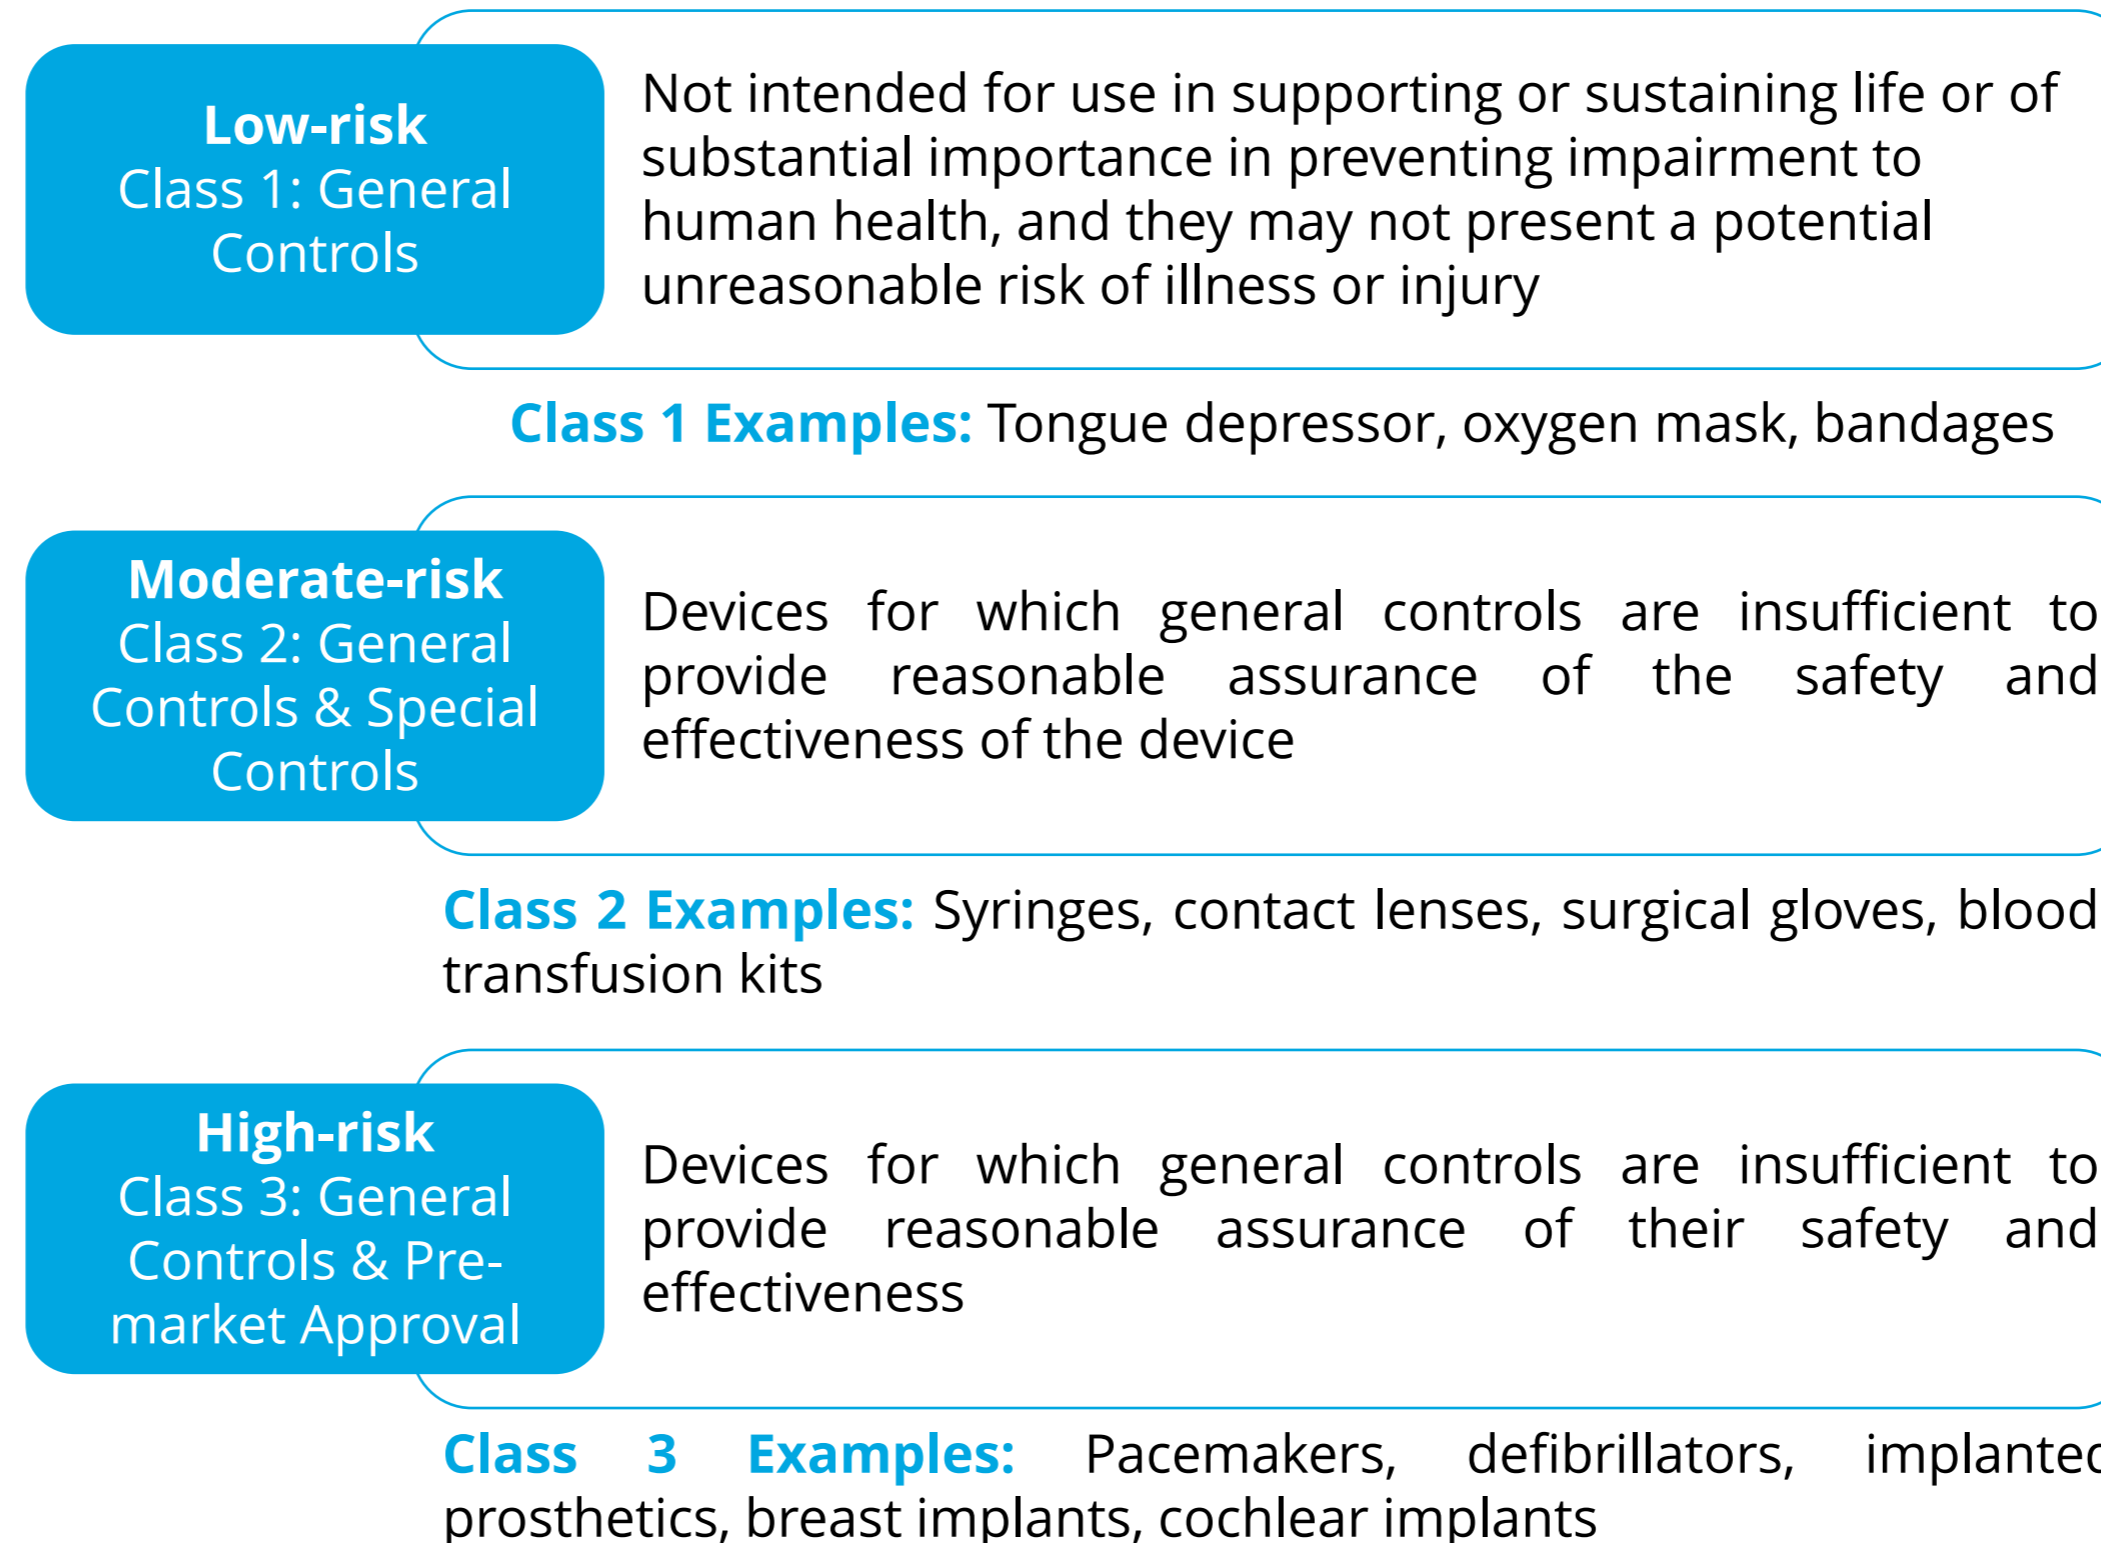 Low-risk
Class 1: General
Controls
Not intended for use in supporting or sustaining life or of
substantial importance in preventing impairment to
human health, and they may not present a potential
unreasonable risk of illness or injury
Class 1 Examples: Tongue depressor, oxygen mask, bandages
Moderate-risk
Class 2: General
Controls & Special
Controls
Devices for which general controls are insufficient to
provide reasonable assurance of the safety and
effectiveness of the device
Class 2 Examples: Syringes, contact lenses, surgical gloves, blood
transfusion kits
High-risk
Class 3: General
Controls & Pre-
market Approval
Devices for which general controls are insufficient to
provide reasonable assurance of their safety and
effectiveness
Class 3 Examples: Pacemakers, defibrillators, implanted
prosthetics, breast implants, cochlear implants